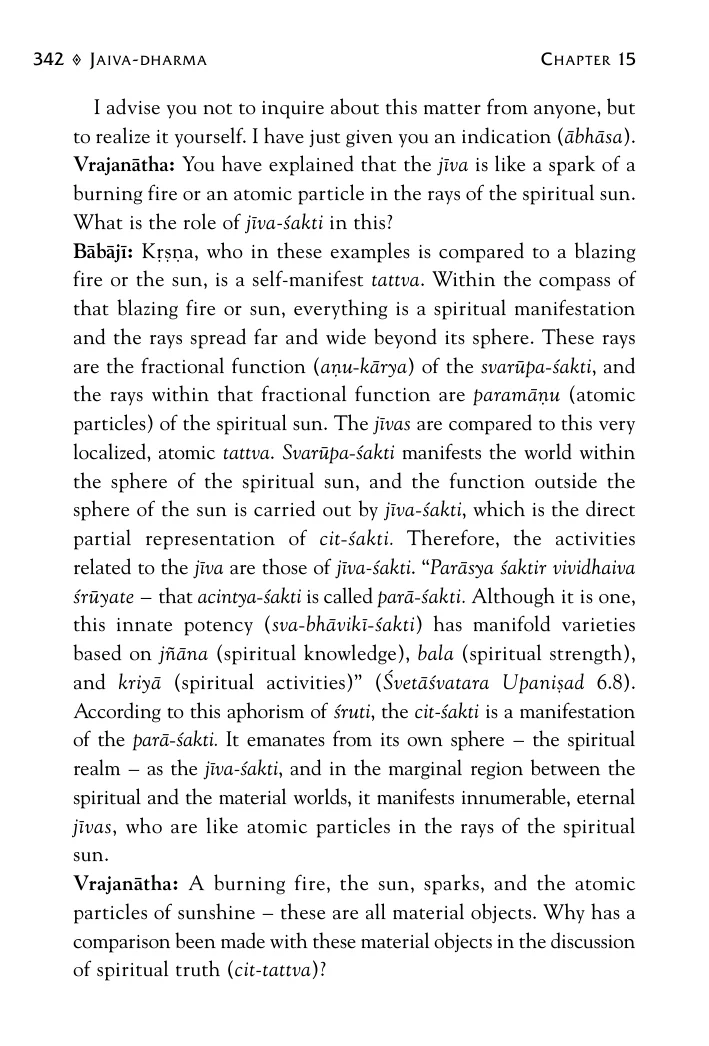 342 ◊ Jaiva-dharma Chapter 15
I advise you not to inquire about this matter from anyone, but
to realize it yourself. I have just given you an indication (ābhāsa).
Vrajanātha: You have explained that the jīva is like a spark of a
burning fire or an atomic particle in the rays of the spiritual sun.
What is the role of jīva-śakti in this?
Bābājī: Kṛṣṇa, who in these examples is compared to a blazing
fire or the sun, is a self-manifest tattva. Within the compass of
that blazing fire or sun, everything is a spiritual manifestation
and the rays spread far and wide beyond its sphere. These rays
are the fractional function (aṇu-kārya) of the svarūpa-śakti, and
the rays within that fractional function are paramāṇu (atomic
particles) of the spiritual sun. The jīvas are compared to this very
localized, atomic tattva. Svarūpa-śakti manifests the world within
the sphere of the spiritual sun, and the function outside the
sphere of the sun is carried out by jīva-śakti, which is the direct
partial representation of cit-śakti. Therefore, the activities
related to the jīva are those of jīva-śakti. “Parāsya śaktir vividhaiva
śrūyate – that acintya-śakti is called parā-śakti. Although it is one,
this innate potency (sva-bhāvikī-śakti) has manifold varieties
based on jñāna (spiritual knowledge), bala (spiritual strength),
and kriyā (spiritual activities)” (Śvetāśvatara Upaniṣad 6.8).
According to this aphorism of śruti, the cit-śakti is a manifestation
of the parā-śakti. It emanates from its own sphere – the spiritual
realm – as the jīva-śakti, and in the marginal region between the
spiritual and the material worlds, it manifests innumerable, eternal
jīvas, who are like atomic particles in the rays of the spiritual
sun.
Vrajanātha: A burning fire, the sun, sparks, and the atomic
particles of sunshine – these are all material objects. Why has a
comparison been made with these material objects in the discussion
of spiritual truth (cit-tattva)?